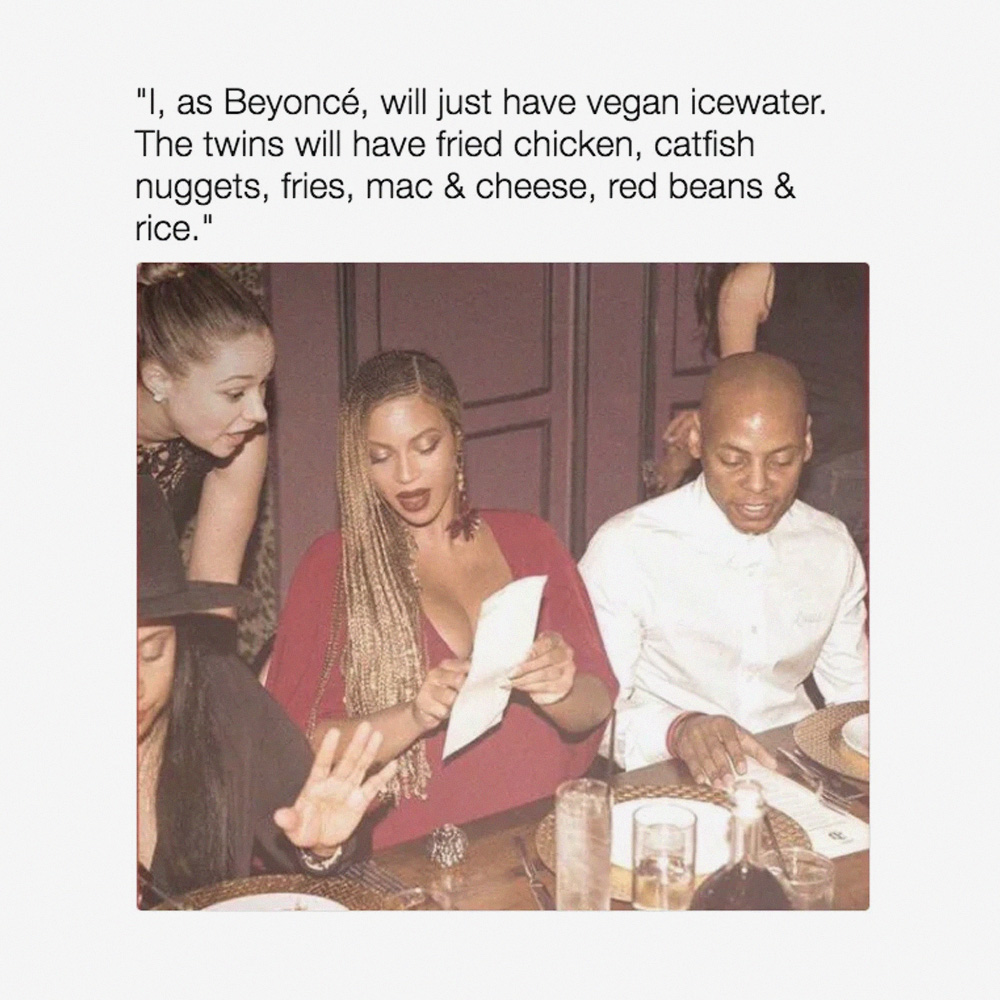 "I, as Beyoncé, will just have vegan icewater.
The twins will have fried chicken, catfish
nuggets, fries, mac & cheese, red beans &
rice."